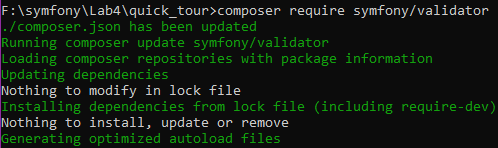 F:\symfony\Lab4\quick_tour>composer require symfony/validator
./composer.json has been updated
Running composer update symfony/validator
Loading composer repositories with package information
Updating dependencies
Nothing to modify in lock file
Installing dependencies from lock file (including require-dev)
Nothing to install, update or remove
Generating optimized autoload files